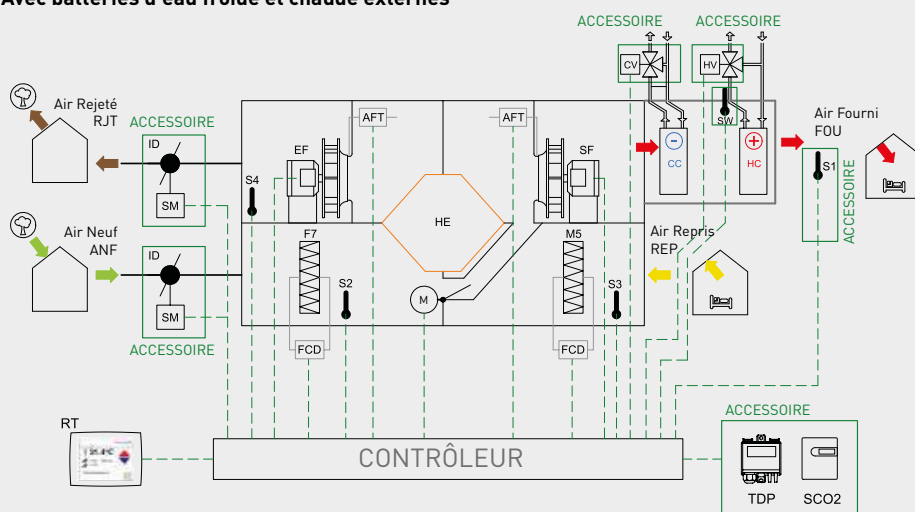 Avec batteries d'eau froide et chaude externes
ACCESSOIRE
ACCESSOIRE
CV
HV
Air Rejeté
RJT
ACCESSOIRE
ID
SM
S4
EF
AFT
AFT
SF
SW
CC
HC
Air Fourni
FOU
S1
ACCESSOIRE
HE
Air Neuf
ANF
ID
SM
ACCESSOIRE
F7
S2
M
M5
S3
Air Repris
REP
FCD
FCD
RT
CONTRÔLEUR
ACCESSOIRE
TDP
SCO2